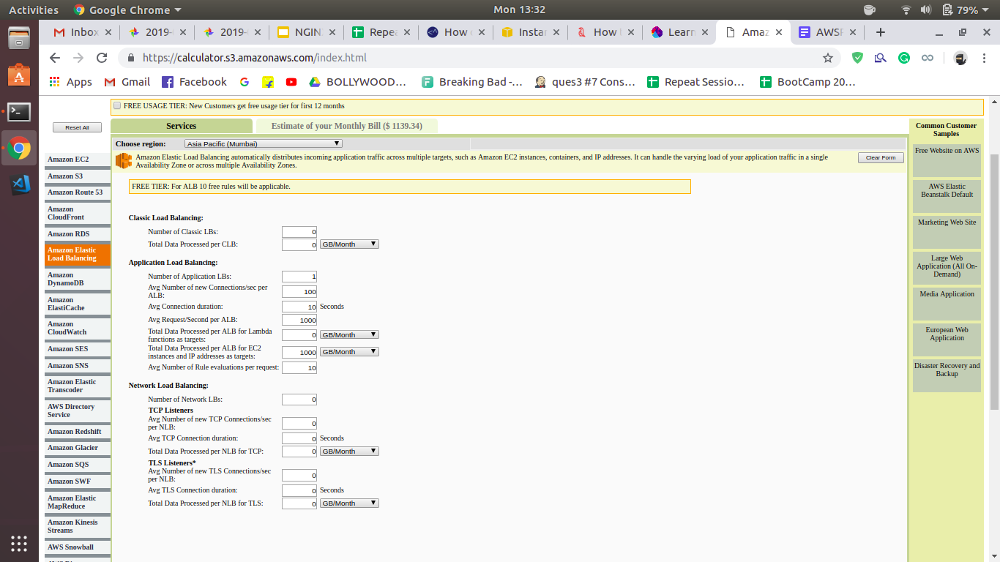 Activities
Google Chrome
Mon 13:32
79%
Inbox
2019-
2019-
NGIN
Repea
How
Instan
How
Learn
Amaz
AWSP
https://calculator.s3.amazonaws.com/index.html
Apps
Gmail
Facebook
BOLLYWOOD…
Breaking Bad -…
ques3 #7 Cons…
Repeat Sessio…
BootCamp 20…
FREE USAGE TIER: New Customers get free usage tier for first 12 months
Reset All
Services
Estimate of your Monthly Bill ($ 1139.34)
Choose region:
Asia Pacific (Mumbai)
Amazon Elastic Load Balancing automatically distributes incoming application traffic across multiple targets, such as Amazon EC2 instances, containers, and IP addresses. It can handle the varying load of your application traffic in a single
Availability Zone or across multiple Availability Zones.
Clear Form
FREE TIER: For ALB 10 free rules will be applicable.
Amazon EC2
Amazon S3
Amazon Route 53
Amazon
CloudFront
Amazon RDS
Amazon Elastic
Load Balancing
Amazon
DynamoDB
Amazon
ElastiCache
Amazon
CloudWatch
Amazon SES
Amazon SNS
Amazon Elastic
Transcoder
AWS Directory
Service
Amazon Redshift
Amazon Glacier
Amazon SQS
Amazon SWF
Amazon Elastic
MapReduce
Amazon Kinesis
Streams
AWS Snowball
Classic Load Balancing:
Number of Classic LBs: 0
Total Data Processed per CLB: 0 GB/Month
Application Load Balancing:
Number of Application LBs: 1
Avg Number of new Connections/sec per
ALB: 100
Avg Connection duration: 10 Seconds
Avg Request/Second per ALB: 1000
Total Data Processed per ALB for Lambda
functions as targets: 0 GB/Month
Total Data Processed per ALB for EC2
instances and IP addresses as targets: 1000 GB/Month
Avg Number of Rule evaluations per request: 10
Network Load Balancing:
Number of Network LBs: 0
TCP Listeners
Avg Number of new TCP Connections/sec
per NLB: 0
Avg TCP Connection duration: 0 Seconds
Total Data Processed per NLB for TCP: 0 GB/Month
TLS Listeners*
Avg Number of new TLS Connections/sec
per NLB: 0
Avg TLS Connection duration: 0 Seconds
Total Data Processed per NLB for TLS: 0 GB/Month
Common Customer
Samples
Free Website on AWS
AWS Elastic
Beanstalk Default
Marketing Web Site
Large Web
Application (All On-
Demand)
Media Application
European Web
Application
Disaster Recovery and
Backup